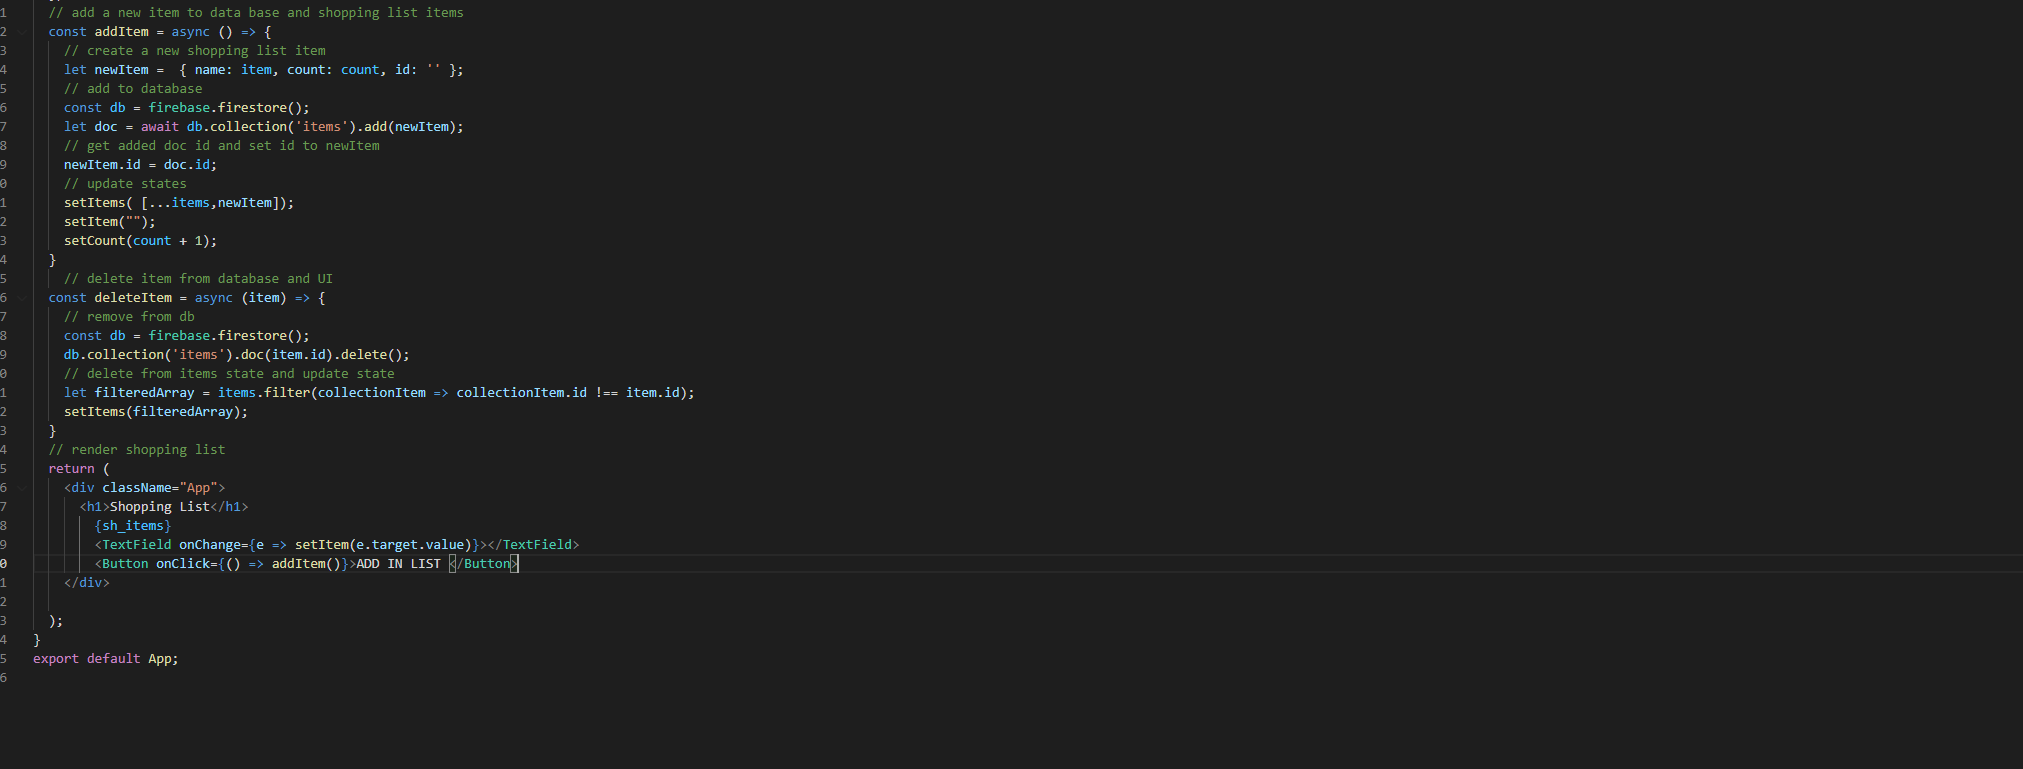 1 // add a new item to data base and shopping list items
2 const addItem = async () => {
3 // create a new shopping list item
4 let newItem =  { name: item, count: count, id: '' };
5 // add to database
6 const db = firebase.firestore();
7 let doc = await db.collection('items').add(newItem);
8 // get added doc id and set id to newItem
9 newItem.id = doc.id;
0 // update states
1 setItems( [...items,newItem]);
2 setItem("");
3 setCount(count + 1);
4 }
5 // delete item from database and UI
6 const deleteItem = async (item) => {
7 // remove from db
8 const db = firebase.firestore();
9 db.collection('items').doc(item.id).delete();
0 // delete from items state and update state
1 let filteredArray = items.filter(collectionItem => collectionItem.id !== item.id);
2 setItems(filteredArray);
3 }
4 // render shopping list
5 return (
6 <div className="App">
7 <h1>Shopping List</h1>
8 {sh_items}
9 <TextField onChange={e => setItem(e.target.value)}></TextField>
0 <Button onClick={() => addItem()}>ADD IN LIST </Button>
1 </div>
2
3 );
4 }
5 export default App;
6